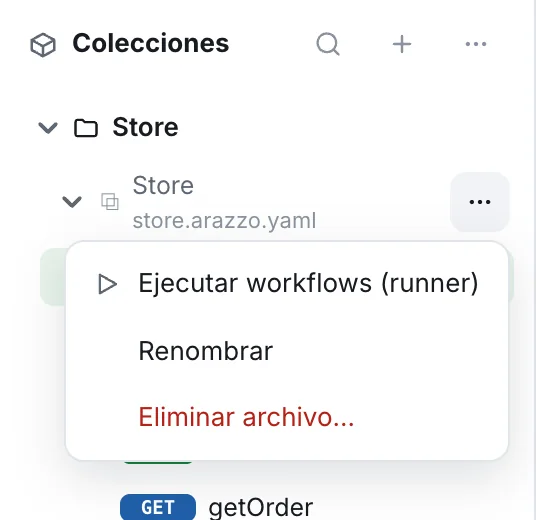 Colecciones
Store
Store
store.arazzo.yaml
Ejecutar workflows (runner)
Renombrar
Eliminar archivo...
GET getOrder